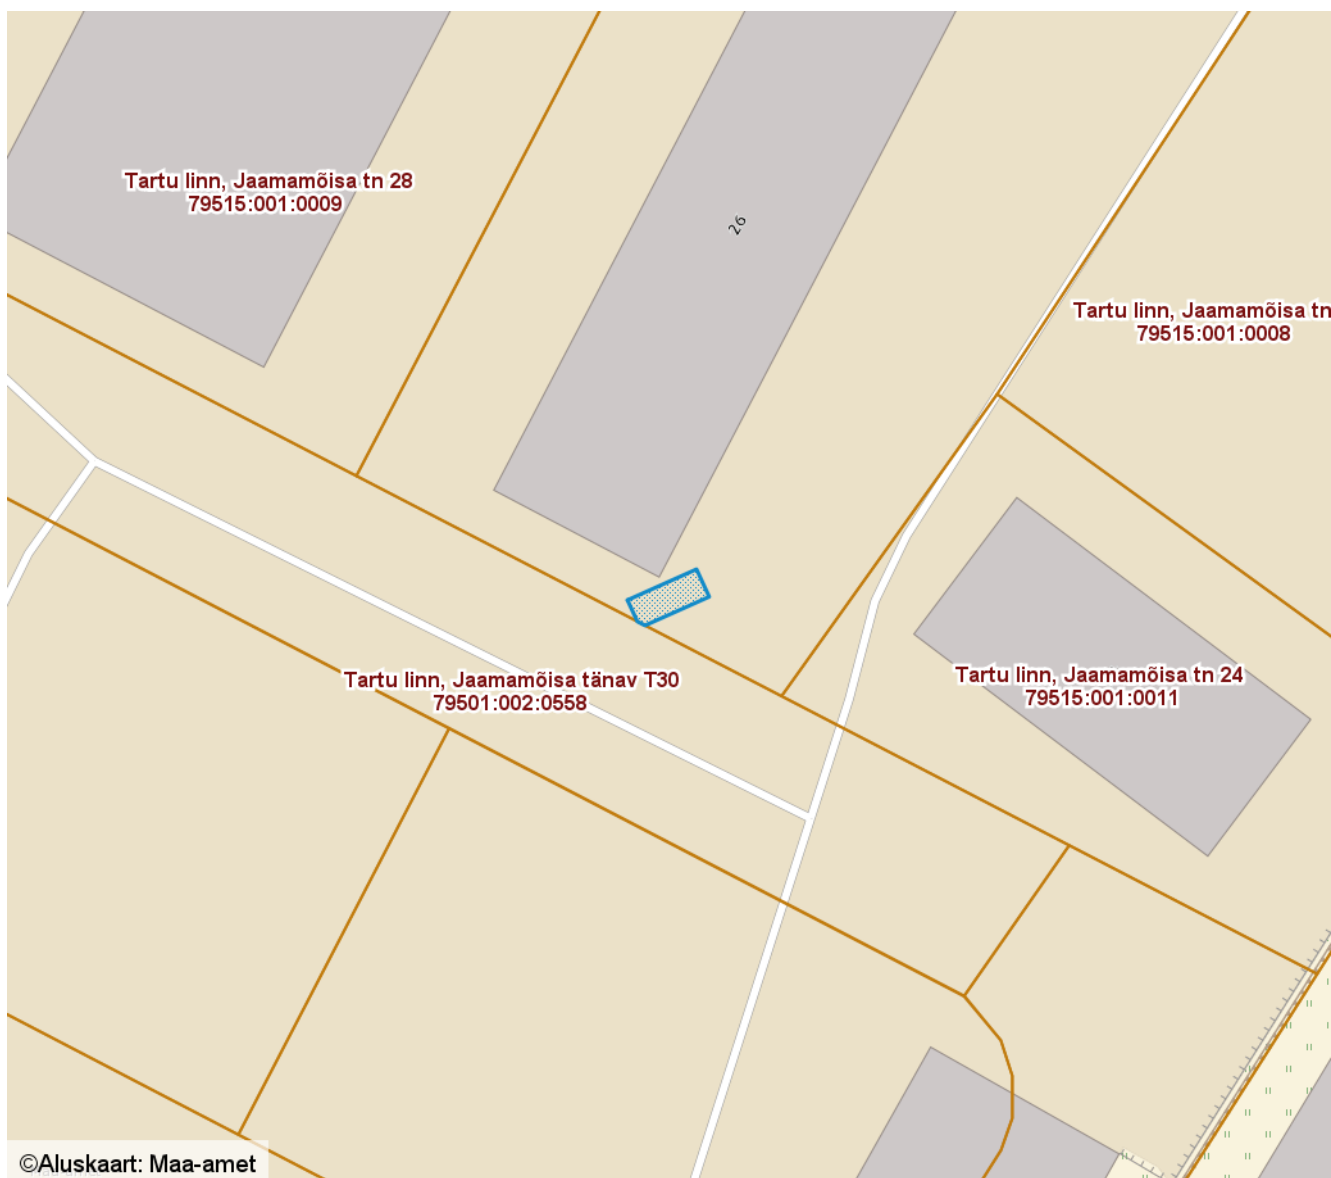 Tartu linn, Jaamamõisa tn 28
79515:001:0009
26
Tartu linn, Jaamamõisa tn
79515:001:0008
Tartu linn, Jaamamõisa tänav T30
79501:002:0558
Tartu linn, Jaamamõisa tn 24
79515:001:0011
©Aluskaart: Maa-amet